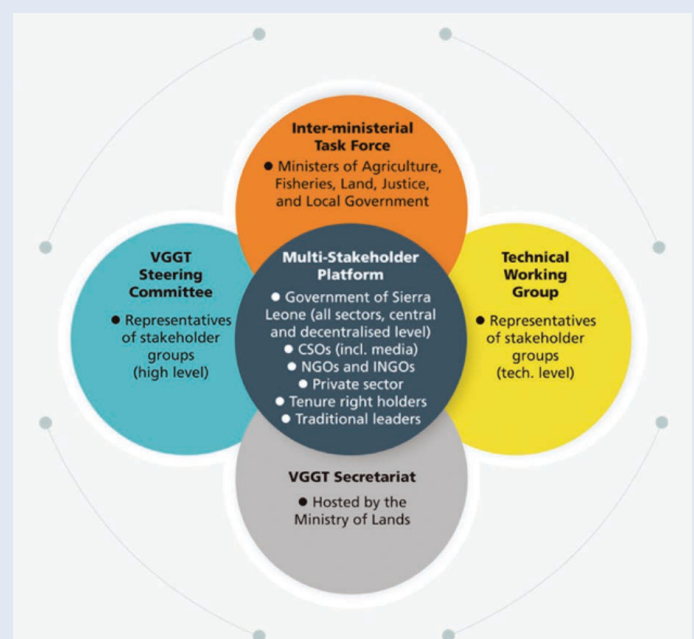 Inter-ministerial
Task Force
● Ministers of Agriculture,
Fisheries, Land, Justice,
and Local Government
VGGT
Steering
Committee
● Representatives
of stakeholder
groups
(high level)
Multi-Stakeholder
Platform
● Government of Sierra
Leone (all sectors, central
and decentralised level)
● CSOs (incl. media)
● NGOs and INGOs
● Private sector
● Tenure right holders
● Traditional leaders
Technical
Working
Group
● Representatives
of stakeholder
groups
(tech. level)
VGGT Secretariat
● Hosted by the
Ministry of Lands